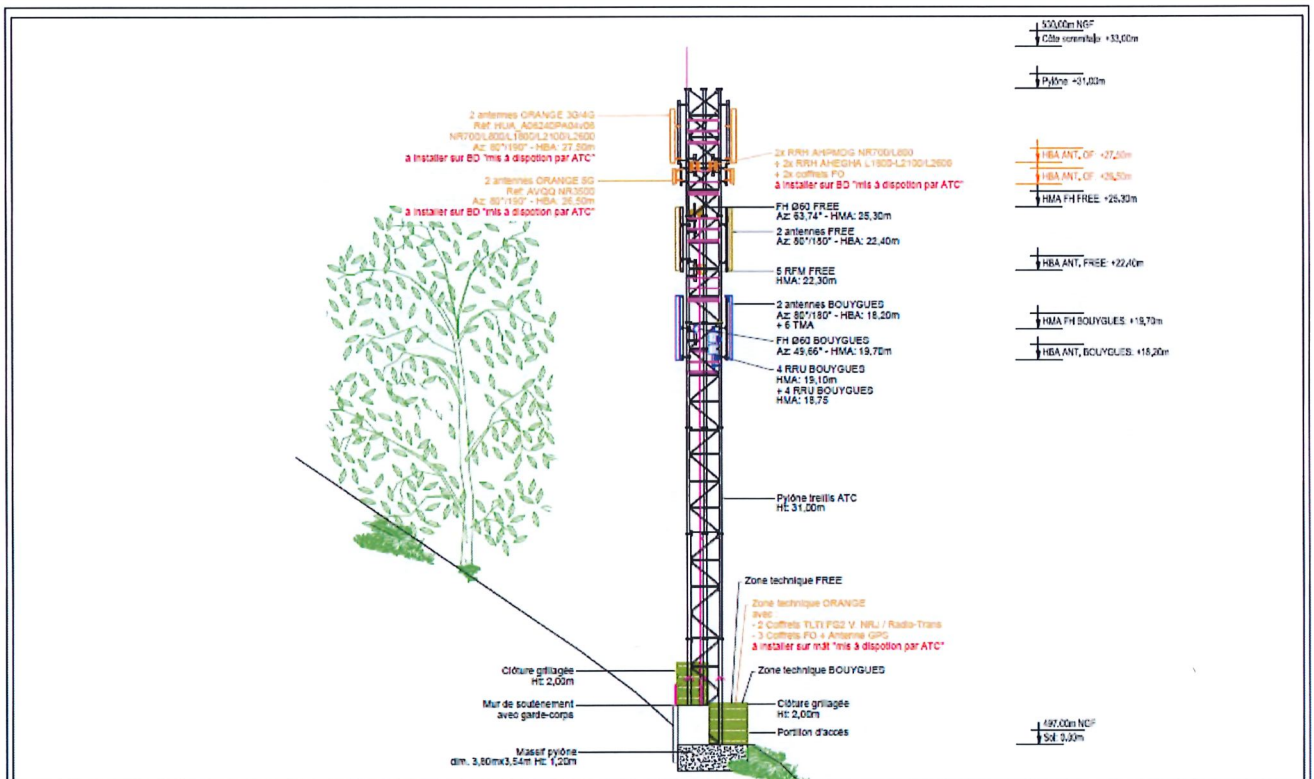 530,00m NGF
Côte sommitale: +33,00m
Pylône: +31,00m
2 antennes ORANGE 3G/4G
NR700/L800/L1800/L2100/L2600
Az: 80°/190° - HBA: 27,50m
à installer sur BD "mis à dispotion par ATC"
2 antennes ORANGE 5G
Ref: AVQQ NR3500
Az: 80°/190° - HBA: 26,50m
à installer sur BD "mis à dispotion par ATC"
2x RRH AHPMDG NR700/L800
+ 2x RRH AHEGHA L1800-L2100/L2600
+ 2x coffrets FO
à installer sur BD "mis à dispotion par ATC"
HBA ANT. OF: +27,50m
HBA ANT. OF: +26,50m
FH Ø60 FREE
Az: 63,74° - HMA: 25,30m
HMA FH FREE: +25,30m
2 antennes FREE
Az: 80°/180° - HBA: 22,40m
5 RFM FREE
HMA: 22,30m
HBA ANT. FREE: +22,40m
2 antennes BOUYGUES
Az: 80°/180° - HBA: 18,20m
+ 6 TMA
FH Ø60 BOUYGUES
Az: 49,66° - HMA: 19,70m
HMA FH BOUYGUES: +19,70m
HBA ANT. BOUYGUES: +18,20m
4 RRU BOUYGUES
HMA: 19,10m
+ 4 RRU BOUYGUES
HMA: 18,75
Pylône treillis ATC
Ht: 31,00m
Zone technique FREE
Zone technique ORANGE
avec
- 2 Coffrets TLTI FG2 V. NRJ / Radio-Trans
- 3 Coffrets FO + Antenne GPS
à installer sur mât "mis à dispotion par ATC"
Zone technique BOUYGUES
Clôture grillagée
Ht: 2,00m
Mur de soutènement
avec garde-corps
Clôture grillagée
Ht: 2,00m
Portillon d'accès
Massif pylône
dim. 3,80mx3,54m Ht: 1,20m
497,00m NGF
Sol: 0,00m